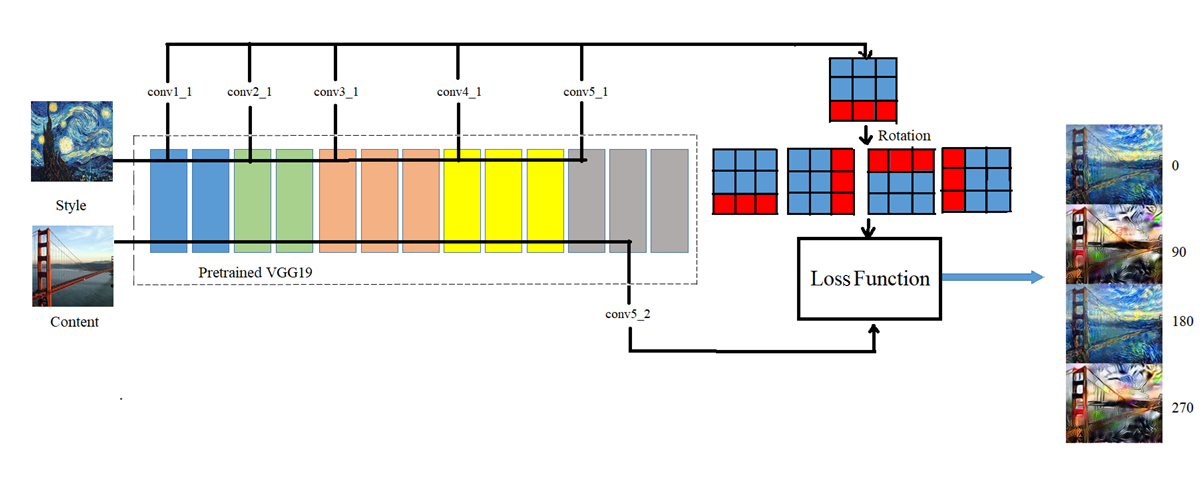 conv1_1 conv2_1 conv3_1 conv4_1 conv5_1
Rotation
Style
Pretrained VGG19
Content
conv5_2
Loss Function
0
90
180
270